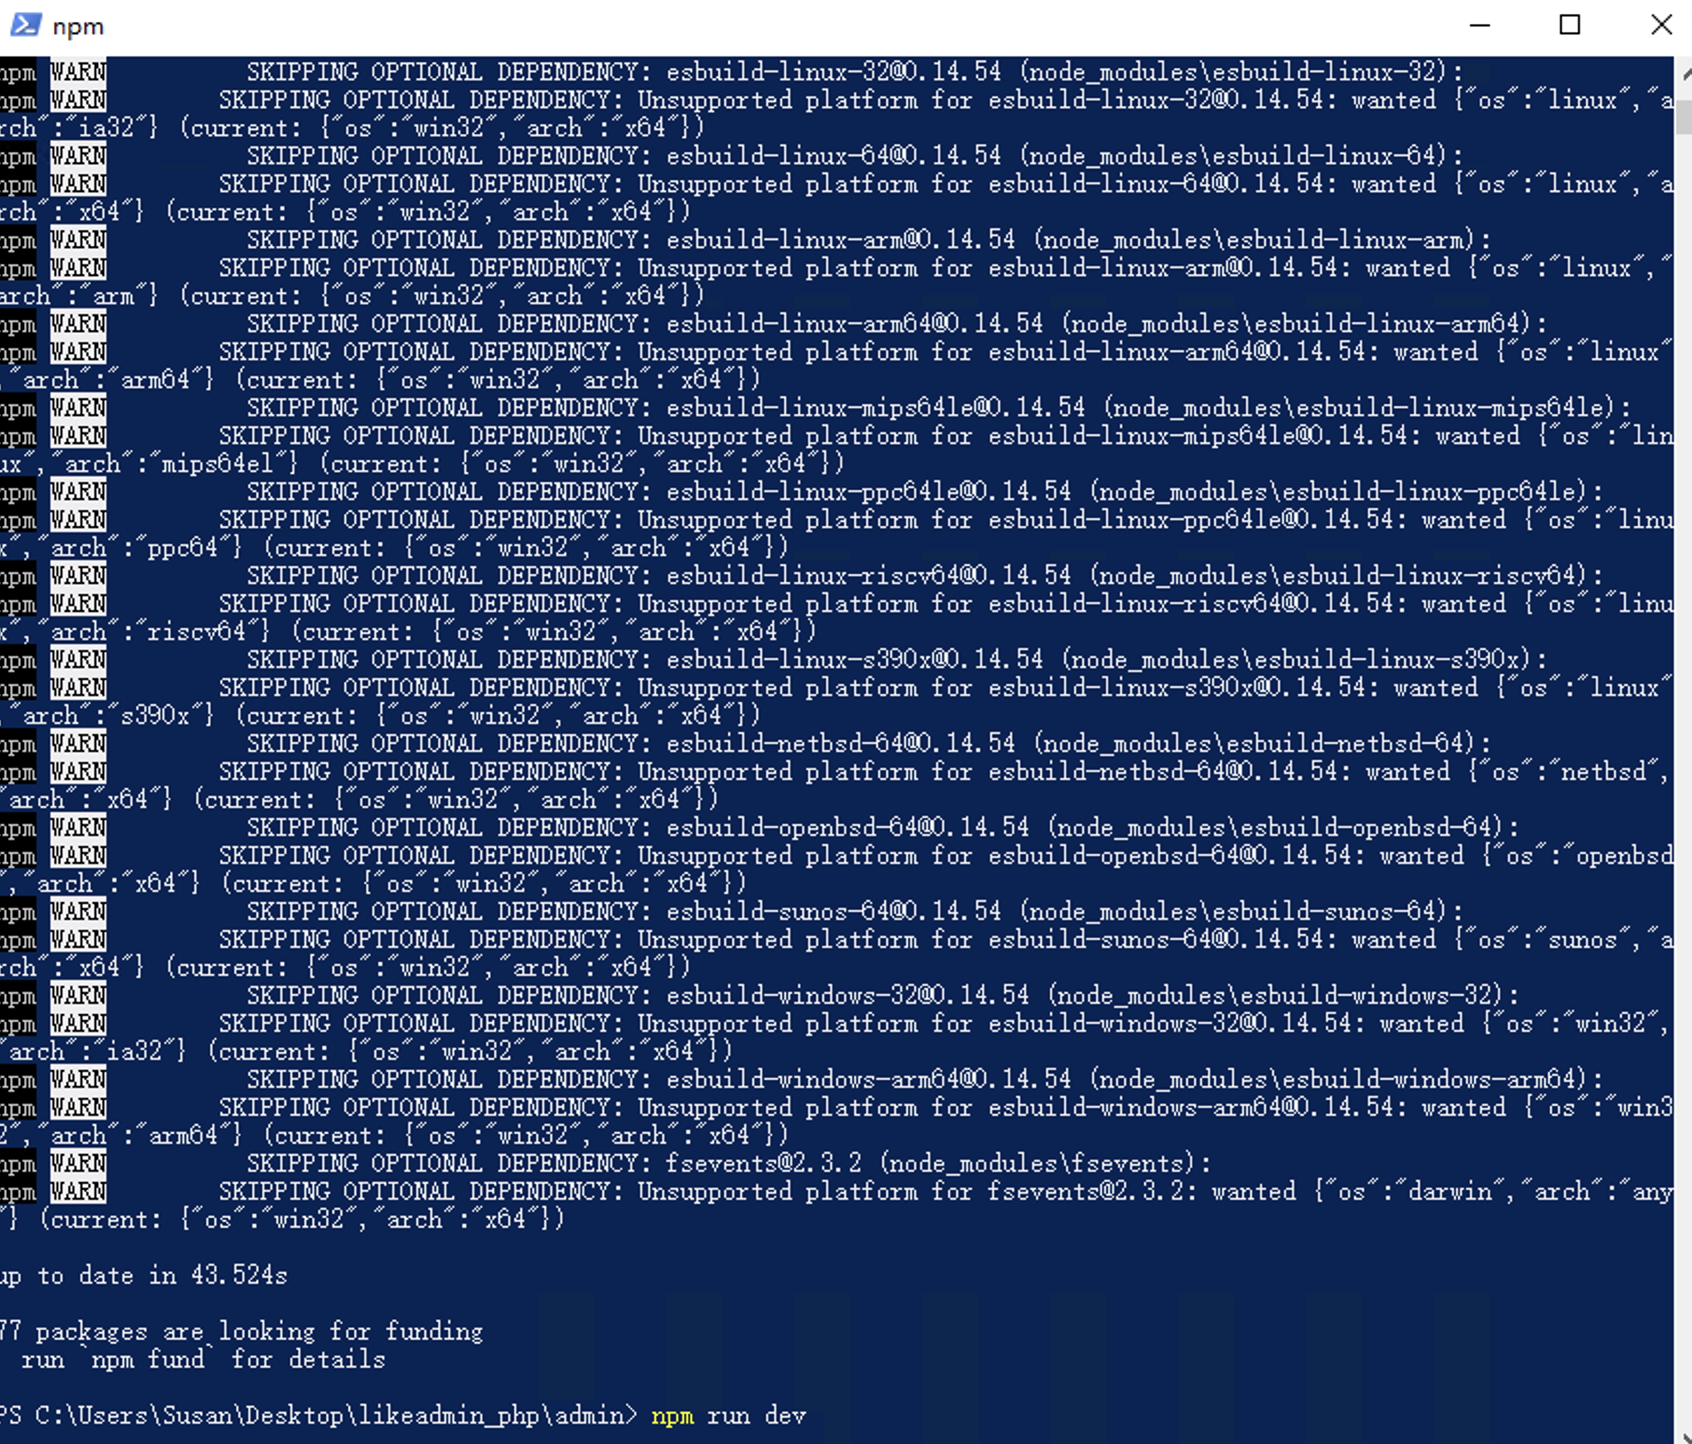 npm
npm WARN SKIPPING OPTIONAL DEPENDENCY: esbuild-linux-32@0.14.54 (node_modules\esbuild-linux-32):
npm WARN SKIPPING OPTIONAL DEPENDENCY: Unsupported platform for esbuild-linux-32@0.14.54: wanted {"os":"linux","a
rch":"ia32"} (current: {"os":"win32","arch":"x64"})
npm WARN SKIPPING OPTIONAL DEPENDENCY: esbuild-linux-64@0.14.54 (node_modules\esbuild-linux-64):
npm WARN SKIPPING OPTIONAL DEPENDENCY: Unsupported platform for esbuild-linux-64@0.14.54: wanted {"os":"linux","a
rch":"x64"} (current: {"os":"win32","arch":"x64"})
npm WARN SKIPPING OPTIONAL DEPENDENCY: esbuild-linux-arm@0.14.54 (node_modules\esbuild-linux-arm):
npm WARN SKIPPING OPTIONAL DEPENDENCY: Unsupported platform for esbuild-linux-arm@0.14.54: wanted {"os":"linux","
arch":"arm"} (current: {"os":"win32","arch":"x64"})
npm WARN SKIPPING OPTIONAL DEPENDENCY: esbuild-linux-arm64@0.14.54 (node_modules\esbuild-linux-arm64):
npm WARN SKIPPING OPTIONAL DEPENDENCY: Unsupported platform for esbuild-linux-arm64@0.14.54: wanted {"os":"linux"
,"arch":"arm64"} (current: {"os":"win32","arch":"x64"})
npm WARN SKIPPING OPTIONAL DEPENDENCY: esbuild-linux-mips64le@0.14.54 (node_modules\esbuild-linux-mips64le):
npm WARN SKIPPING OPTIONAL DEPENDENCY: Unsupported platform for esbuild-linux-mips64le@0.14.54: wanted {"os":"lin
ux","arch":"mips64el"} (current: {"os":"win32","arch":"x64"})
npm WARN SKIPPING OPTIONAL DEPENDENCY: esbuild-linux-ppc64le@0.14.54 (node_modules\esbuild-linux-ppc64le):
npm WARN SKIPPING OPTIONAL DEPENDENCY: Unsupported platform for esbuild-linux-ppc64le@0.14.54: wanted {"os":"linu
x","arch":"ppc64"} (current: {"os":"win32","arch":"x64"})
npm WARN SKIPPING OPTIONAL DEPENDENCY: esbuild-linux-riscv64@0.14.54 (node_modules\esbuild-linux-riscv64):
npm WARN SKIPPING OPTIONAL DEPENDENCY: Unsupported platform for esbuild-linux-riscv64@0.14.54: wanted {"os":"linu
x","arch":"riscv64"} (current: {"os":"win32","arch":"x64"})
npm WARN SKIPPING OPTIONAL DEPENDENCY: esbuild-linux-s390x@0.14.54 (node_modules\esbuild-linux-s390x):
npm WARN SKIPPING OPTIONAL DEPENDENCY: Unsupported platform for esbuild-linux-s390x@0.14.54: wanted {"os":"linux"
,"arch":"s390x"} (current: {"os":"win32","arch":"x64"})
npm WARN SKIPPING OPTIONAL DEPENDENCY: esbuild-netbsd-64@0.14.54 (node_modules\esbuild-netbsd-64):
npm WARN SKIPPING OPTIONAL DEPENDENCY: Unsupported platform for esbuild-netbsd-64@0.14.54: wanted {"os":"netbsd",
"arch":"x64"} (current: {"os":"win32","arch":"x64"})
npm WARN SKIPPING OPTIONAL DEPENDENCY: esbuild-openbsd-64@0.14.54 (node_modules\esbuild-openbsd-64):
npm WARN SKIPPING OPTIONAL DEPENDENCY: Unsupported platform for esbuild-openbsd-64@0.14.54: wanted {"os":"openbsd
","arch":"x64"} (current: {"os":"win32","arch":"x64"})
npm WARN SKIPPING OPTIONAL DEPENDENCY: esbuild-sunos-64@0.14.54 (node_modules\esbuild-sunos-64):
npm WARN SKIPPING OPTIONAL DEPENDENCY: Unsupported platform for esbuild-sunos-64@0.14.54: wanted {"os":"sunos","a
rch":"x64"} (current: {"os":"win32","arch":"x64"})
npm WARN SKIPPING OPTIONAL DEPENDENCY: esbuild-windows-32@0.14.54 (node_modules\esbuild-windows-32):
npm WARN SKIPPING OPTIONAL DEPENDENCY: Unsupported platform for esbuild-windows-32@0.14.54: wanted {"os":"win32",
"arch":"ia32"} (current: {"os":"win32","arch":"x64"})
npm WARN SKIPPING OPTIONAL DEPENDENCY: esbuild-windows-arm64@0.14.54 (node_modules\esbuild-windows-arm64):
npm WARN SKIPPING OPTIONAL DEPENDENCY: Unsupported platform for esbuild-windows-arm64@0.14.54: wanted {"os":"win3
2","arch":"arm64"} (current: {"os":"win32","arch":"x64"})
npm WARN SKIPPING OPTIONAL DEPENDENCY: fsevents@2.3.2 (node_modules\fsevents):
npm WARN SKIPPING OPTIONAL DEPENDENCY: Unsupported platform for fsevents@2.3.2: wanted {"os":"darwin","arch":"any
"} (current: {"os":"win32","arch":"x64"})
up to date in 43.524s
77 packages are looking for funding
run `npm fund` for details
PS C:\Users\Susan\Desktop\likeadmin_php\admin> npm run dev